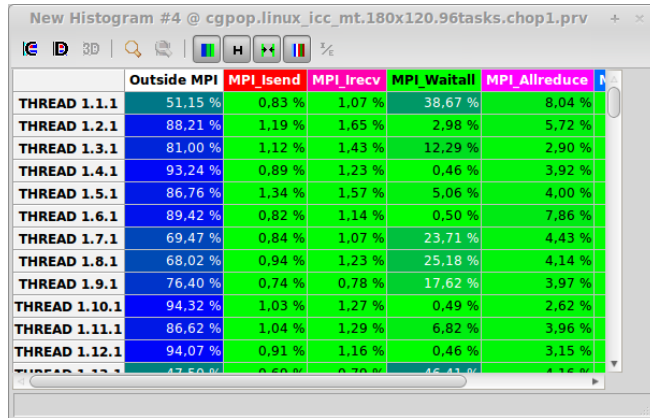 New Histogram #4 @ cgpop.linux_icc_mt.180x120.96tasks.chop1.prv
3D
Outside MPI MPI_Isend MPI_Irecv MPI_Waitall MPI_Allreduce
THREAD 1.1.1 51,15 % 0,83 % 1,07 % 38,67 % 8,04 %
THREAD 1.2.1 88,21 % 1,19 % 1,65 % 2,98 % 5,72 %
THREAD 1.3.1 81,00 % 1,12 % 1,43 % 12,29 % 2,90 %
THREAD 1.4.1 93,24 % 0,89 % 1,23 % 0,46 % 3,92 %
THREAD 1.5.1 86,76 % 1,34 % 1,57 % 5,06 % 4,00 %
THREAD 1.6.1 89,42 % 0,82 % 1,14 % 0,50 % 7,86 %
THREAD 1.7.1 69,47 % 0,84 % 1,07 % 23,71 % 4,43 %
THREAD 1.8.1 68,02 % 0,94 % 1,23 % 25,18 % 4,14 %
THREAD 1.9.1 76,40 % 0,74 % 0,78 % 17,62 % 3,97 %
THREAD 1.10.1 94,32 % 1,03 % 1,27 % 0,49 % 2,62 %
THREAD 1.11.1 86,62 % 1,04 % 1,29 % 6,82 % 3,96 %
THREAD 1.12.1 94,07 % 0,91 % 1,16 % 0,46 % 3,15 %